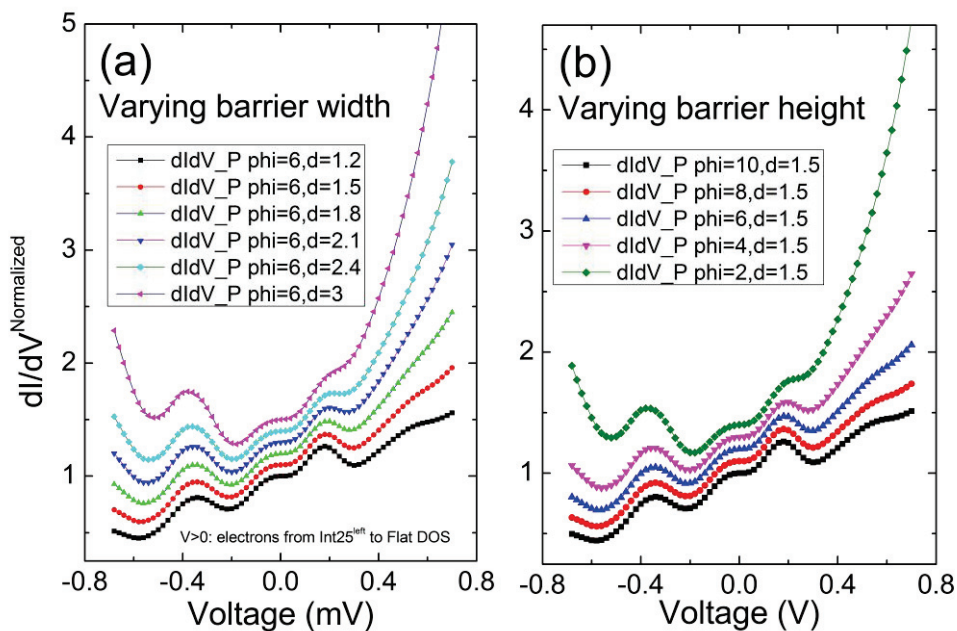 (a)
Varying barrier width
dIdV_P phi=6,d=1.2
dIdV_P phi=6,d=1.5
dIdV_P phi=6,d=1.8
dIdV_P phi=6,d=2.1
dIdV_P phi=6,d=2.4
dIdV_P phi=6,d=3
V>0: electrons from Int25left to Flat DOS
dI/dVNormalized
5
4
3
2
1
-0.8
-0.4
0.0
0.4
0.8
Voltage (mV)
(b)
Varying barrier height
dIdV_P phi=10,d=1.5
dIdV_P phi=8,d=1.5
dIdV_P phi=6,d=1.5
dIdV_P phi=4,d=1.5
dIdV_P phi=2,d=1.5
4
3
2
1
-0.8
-0.4
0.0
0.4
0.8
Voltage (V)